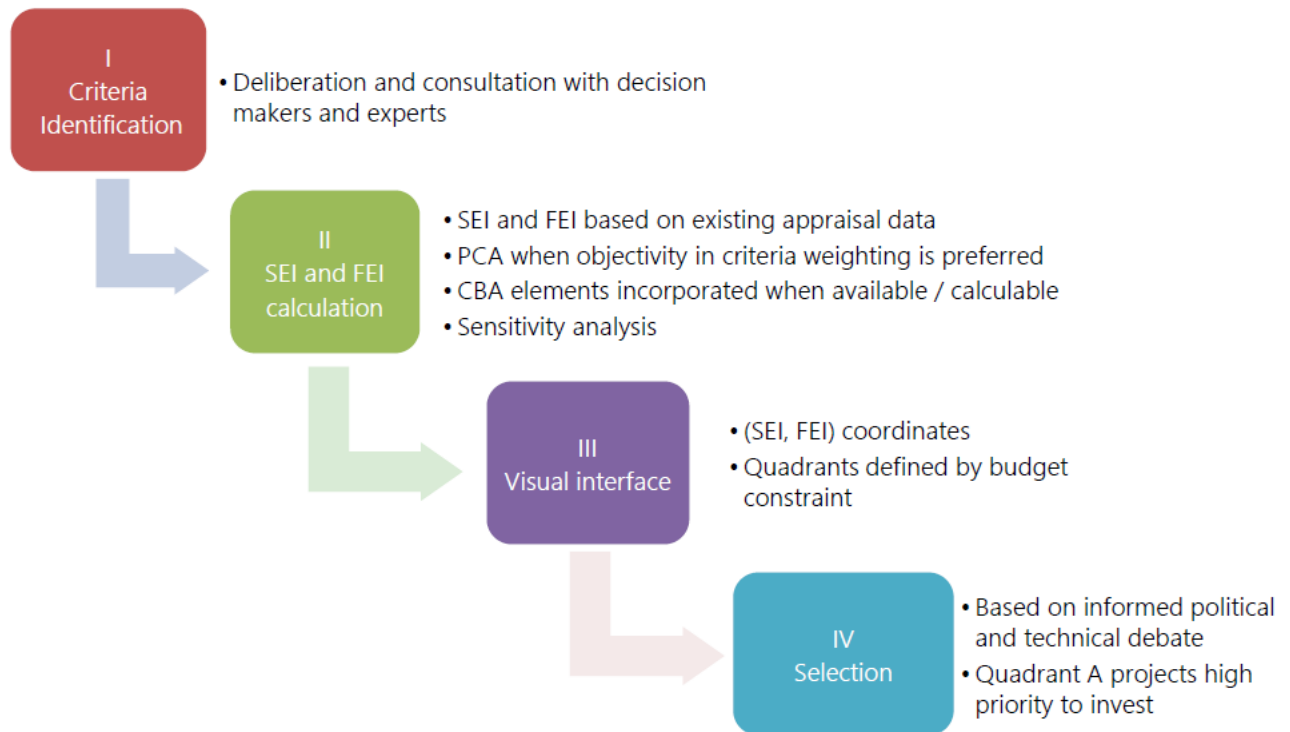 I
Criteria
Identification
• Deliberation and consultation with decision
makers and experts
II
SEI and FEI
calculation
• SEI and FEI based on existing appraisal data
• PCA when objectivity in criteria weighting is preferred
• CBA elements incorporated when available / calculable
• Sensitivity analysis
III
Visual interface
• (SEI, FEI) coordinates
• Quadrants defined by budget
constraint
IV
Selection
• Based on informed political
and technical debate
• Quadrant A projects high
priority to invest